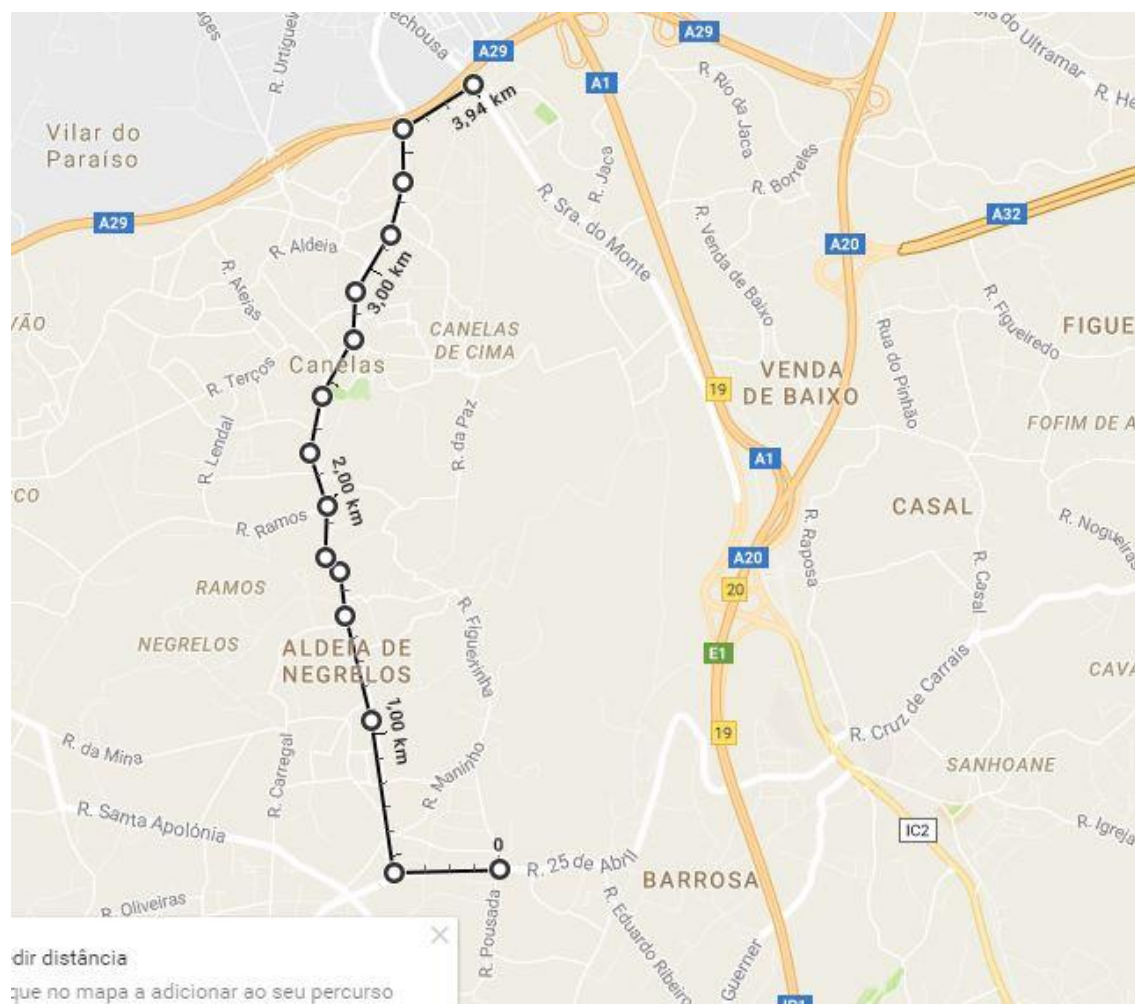 A29
A29
R. Urtigue
A1
R. Río da Jaca
Vilar do
Paraíso
3,94 km
R. Jaca
R. Borreles
A29
R. Sra. do Monte
A32
R. Aldeia
A20
R. Venda de Baixo
R. Alejas
3,00 km
R. Figueiredo
CANELAS
DE CIMA
FIGUE
Rua do Pinhão
Canelas
VENDA
DE BAIXO
R. Terços
19
R. da Paz
FOFIM DE A
R. Lendal
A1
2,00 km
CO
CASAL
R. Ramos
R. Raposa
R. Nogueiras
A20
R. Casal
RAMOS
20
R. Figueirinha
NEGRELOS
ALDEIA DE
NEGRELOS
E1
CAVA
R. Cruz de Carrais
1,00 km
19
R. da Mina
R. Carregal
R. Maninho
SANHOANE
R. Santa Apolónia
IC2
R. Igreja
0
R. 25 de Abril
BARROSA
R. Oliveiras
R. Pousada
R. Eduardo Ribeiro
Guerner
dir distância
que no mapa a adicionar ao seu percurso